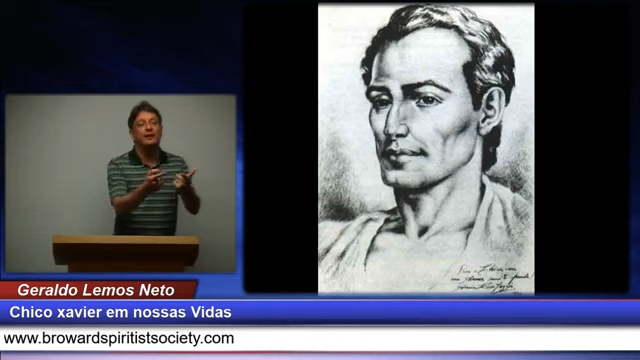 Geraldo Lemos Neto
Chico xavier em nossas Vidas
www.browardspiritistsociety.com